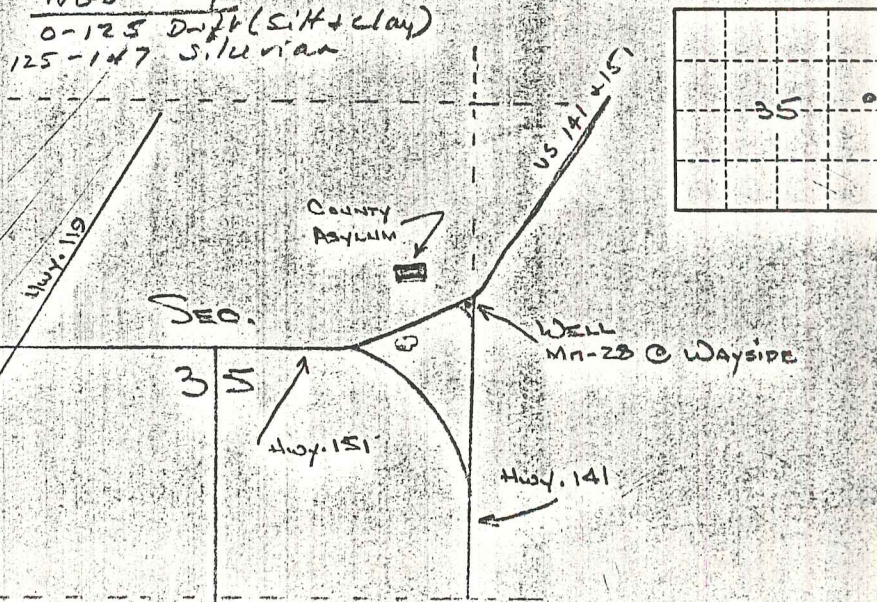 0-125 Drift (Silt & clay)
125-147 Silurian
US 141 & 151
35
COUNTY
ASYLUM
Hwy. 119
SEC.
35
WELL
Mn-28 @ WAYSIDE
Hwy. 151
Hwy. 141